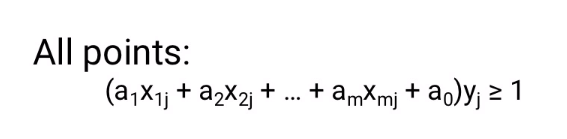 All points:
(a₁x₁ⱼ + a₂x₂ⱼ + ... + aₘxₘⱼ + a₀)yⱼ ≥ 1